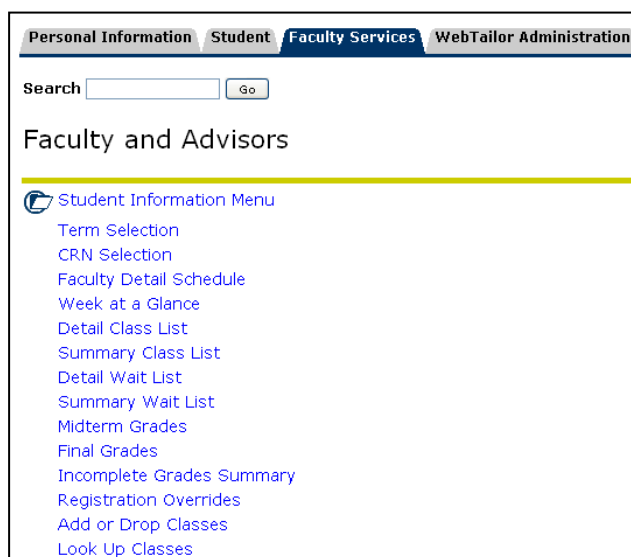 Personal Information Student Faculty Services WebTailor Administration
Search Go
Faculty and Advisors
Student Information Menu
Term Selection
CRN Selection
Faculty Detail Schedule
Week at a Glance
Detail Class List
Summary Class List
Detail Wait List
Summary Wait List
Midterm Grades
Final Grades
Incomplete Grades Summary
Registration Overrides
Add or Drop Classes
Look Up Classes